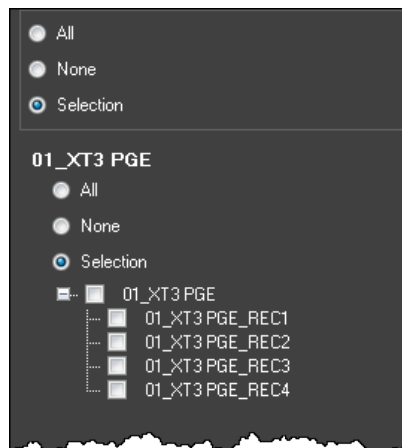 All
None
Selection
01_XT3 PGE
All
None
Selection
01_XT3 PGE
01_XT3 PGE_REC1
01_XT3 PGE_REC2
01_XT3 PGE_REC3
01_XT3 PGE_REC4